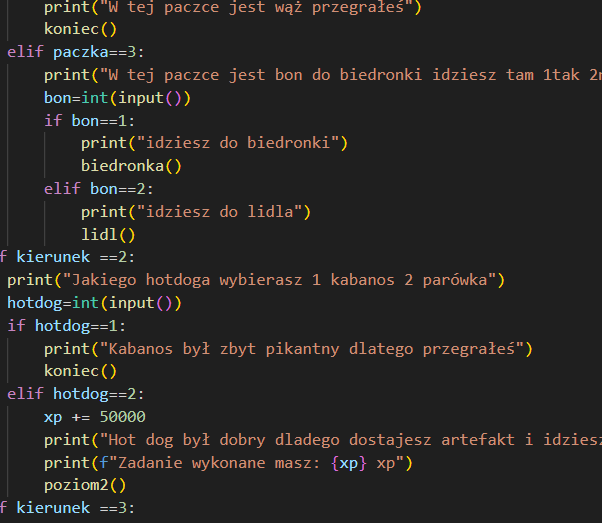 print("W tej paczce jest wąż przegrałeś")
koniec()
elif paczka==3:
print("W tej paczce jest bon do biedronki idziesz tam 1tak 2n
bon=int(input())
if bon==1:
print("idziesz do biedronki")
biedronka()
elif bon==2:
print("idziesz do lidla")
lidl()
f kierunek ==2:
print("Jakiego hotdoga wybierasz 1 kabanos 2 parówka")
hotdog=int(input())
if hotdog==1:
print("Kabanos był zbyt pikantny dlatego przegrałeś")
koniec()
elif hotdog==2:
xp += 50000
print("Hot dog był dobry dladego dostajesz artefakt i idziesz
print(f"Zadanie wykonane masz: {xp} xp")
poziom2()
f kierunek ==3: